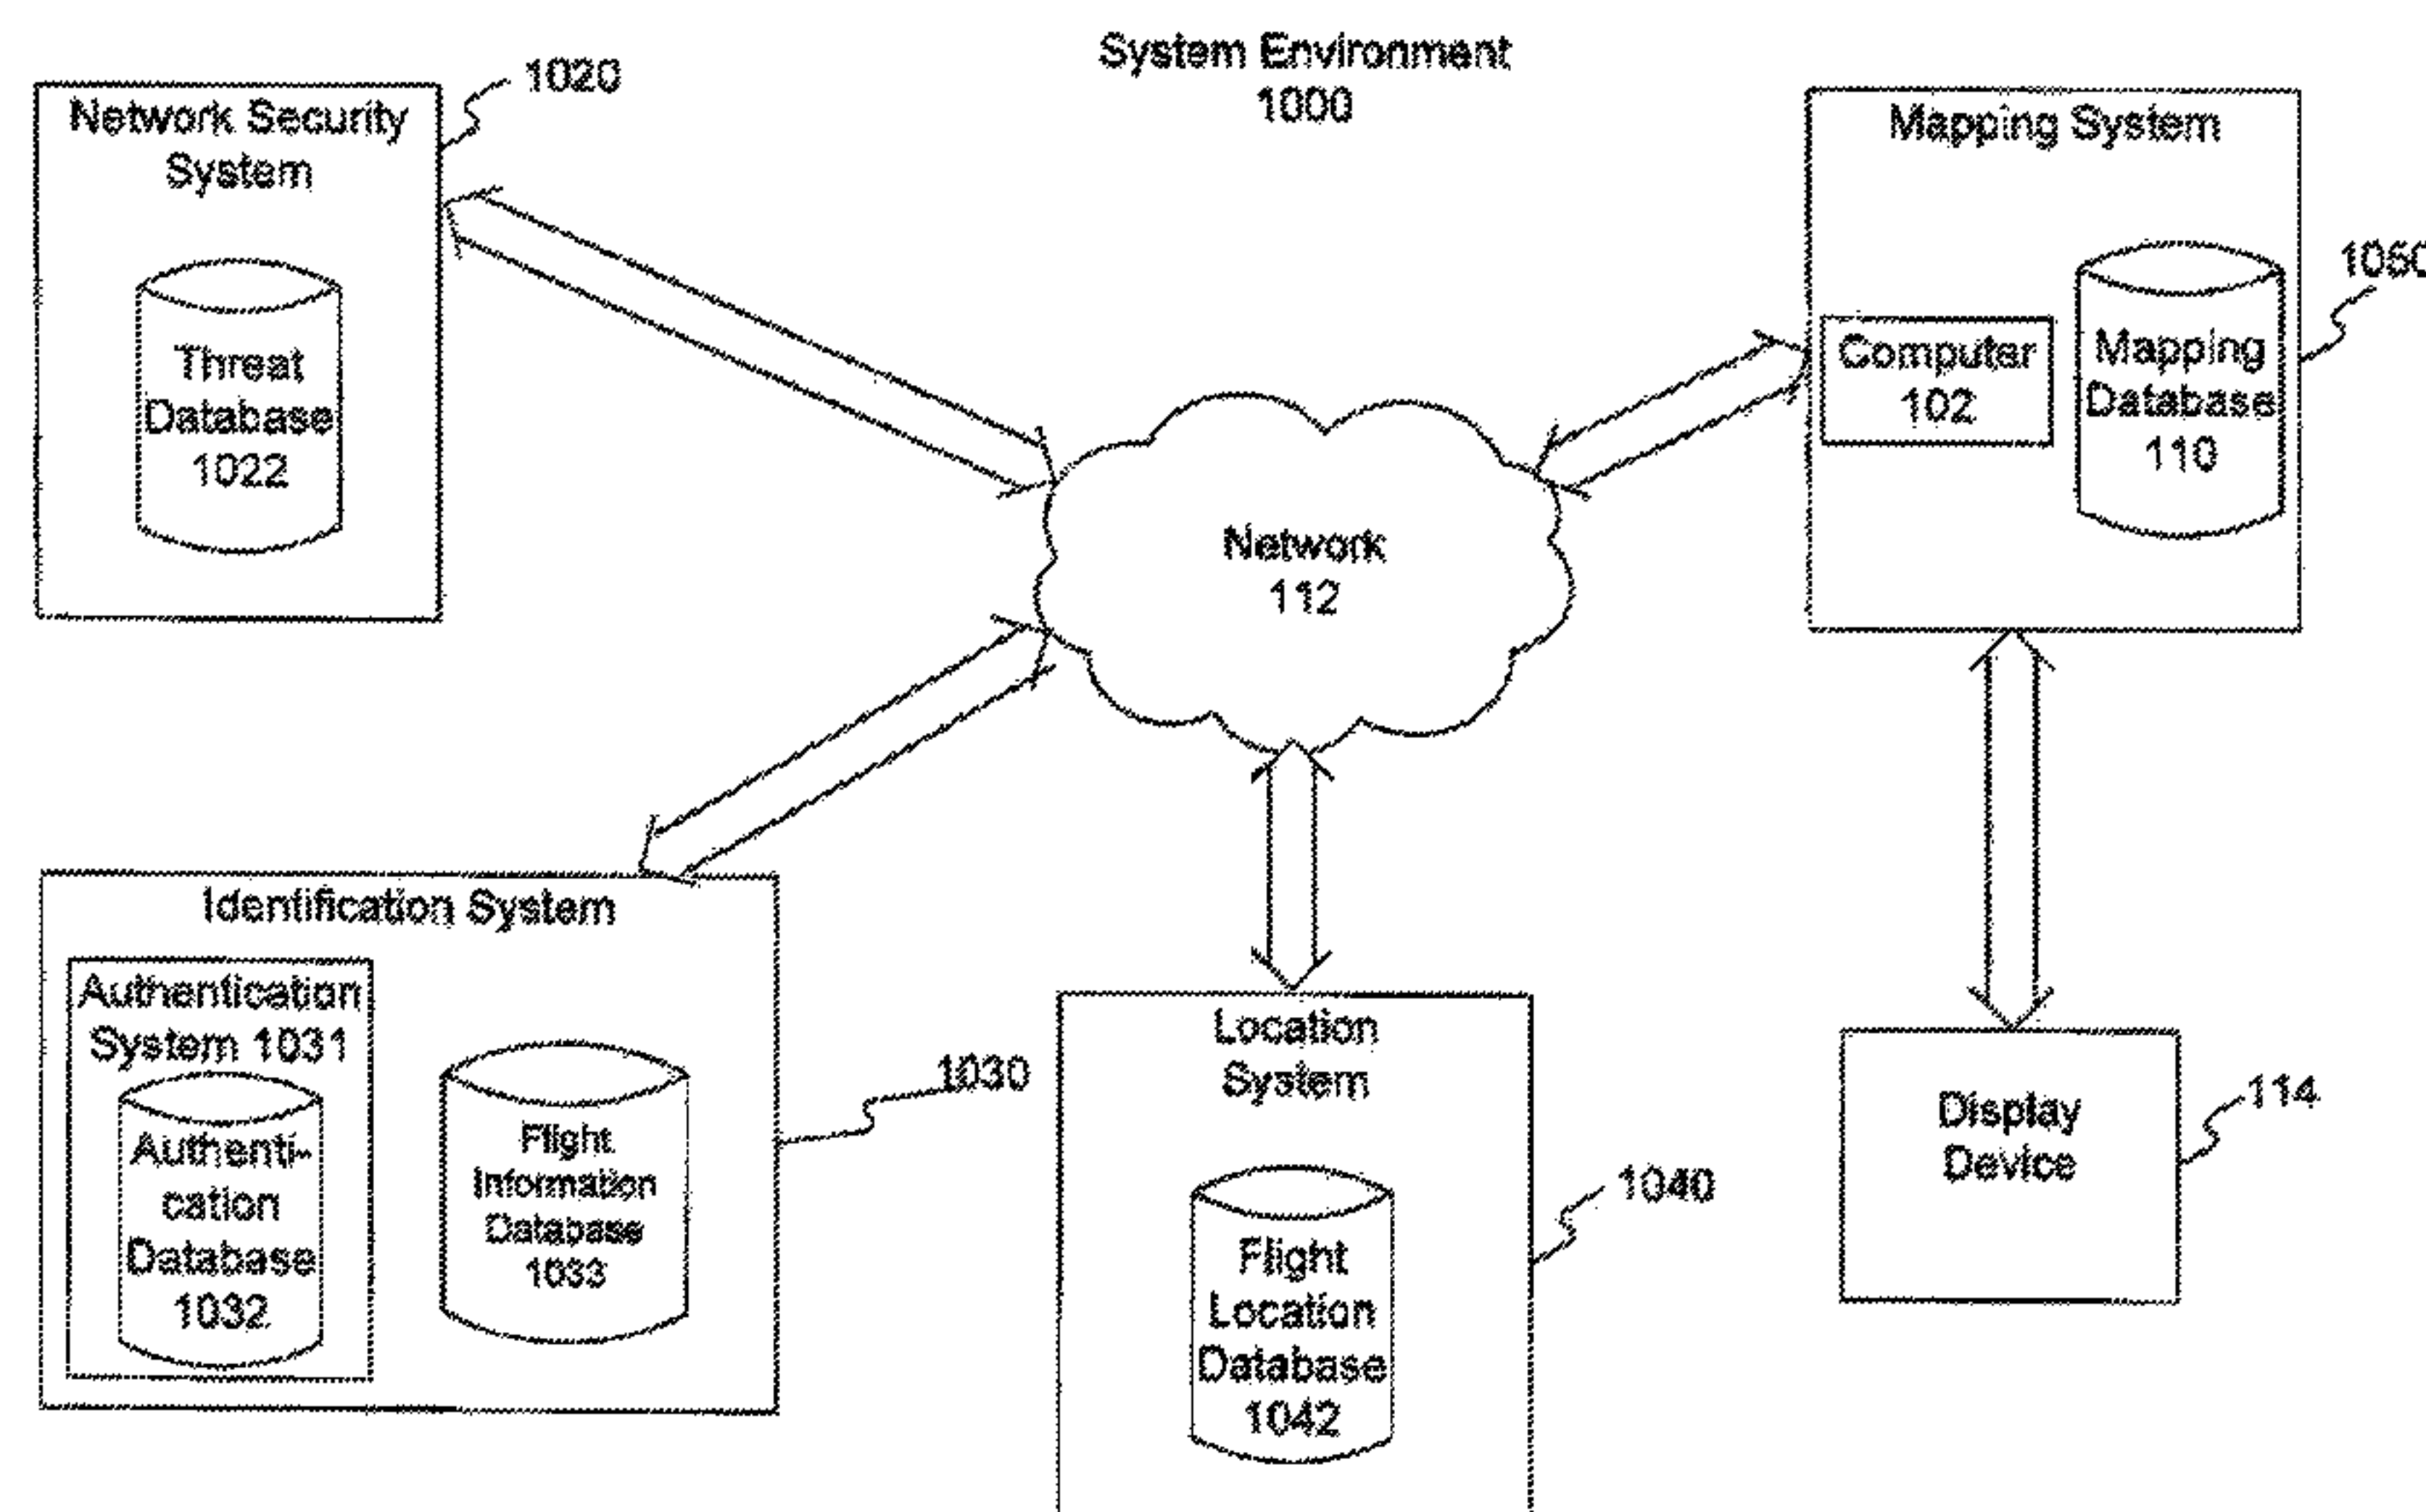 System Environment
1000
1020
Network Security
System
Threat
Database
1022
Mapping System
Computer
102
Mapping
Database
110
Network
112
Identification System
Authentication
System 1031
Authenti-
cation
Database
1032
Flight
Information
Database
1033
1030
Location
System
Flight
Location
Database
1042
1040
Display
Device
114